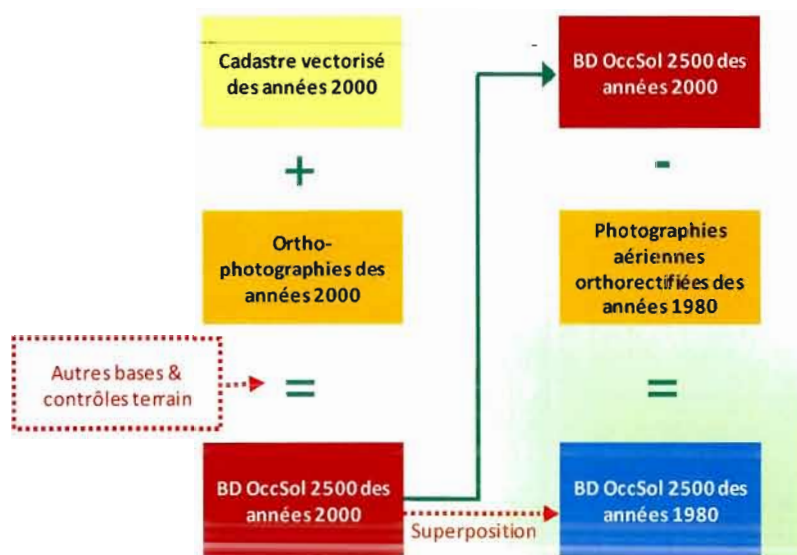 Cadastre vectorisé
des années 2000
+
Ortho-
photographies des
années 2000
Autres bases &
contrôles terrain
=
BD OccSol 2500 des
années 2000
Superposition
BD OccSol 2500 des
années 2000
-
Photographies
aériennes
orthorectifiées des
années 1980
=
BD OccSol 2500 des
années 1980